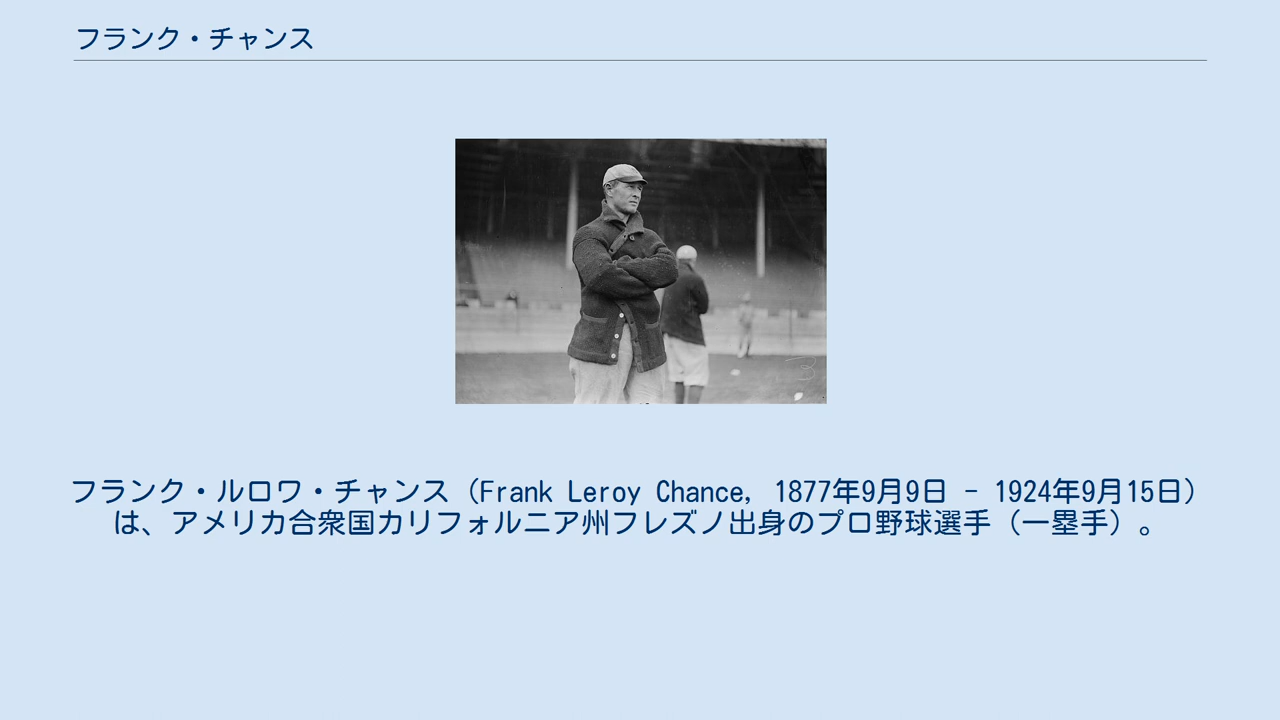 フランク・チャンス
フランク・ルロワ・チャンス（Frank Leroy Chance, 1877年9月9日 - 1924年9月15日）
は、アメリカ合衆国カリフォルニア州フレズノ出身のプロ野球選手（一塁手）。